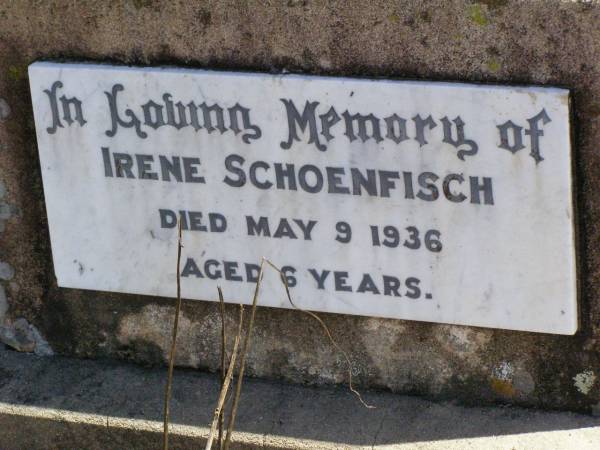 In Loving Memory of
IRENE SCHOENFISCH
DIED MAY 9 1936
AGED 6 YEARS.